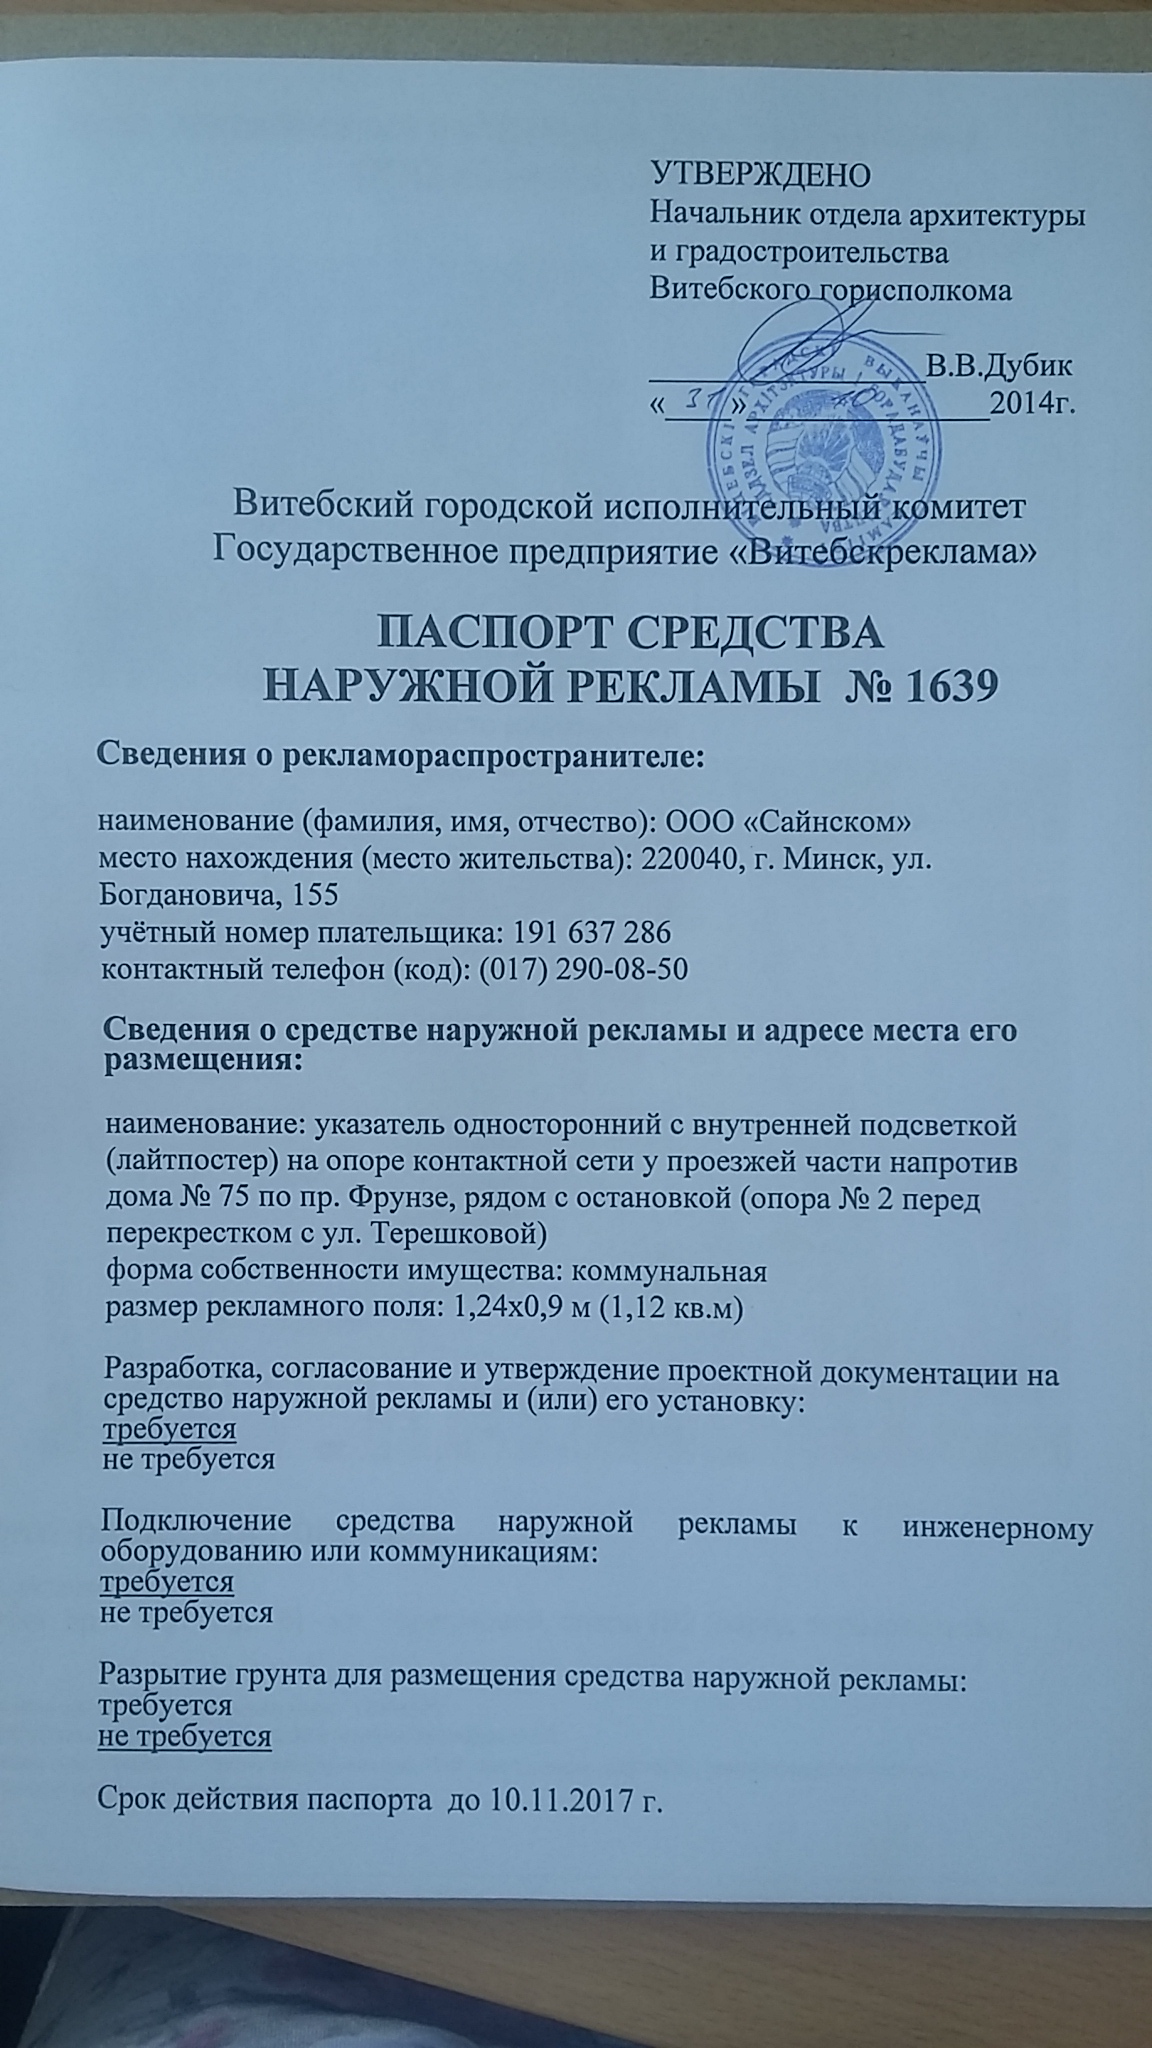 УТВЕРЖДЕНО
Начальник отдела архитектуры
и градостроительства
Витебского горисполкома
В.В.Дубик
« 31 » 10 2014г.
Витебский городской исполнительный комитет
Государственное предприятие «Витебскреклама»
ПАСПОРТ СРЕДСТВА
НАРУЖНОЙ РЕКЛАМЫ № 1639
Сведения о рекламораспространителе:
наименование (фамилия, имя, отчество): ООО «Сайнском»
место нахождения (место жительства): 220040, г. Минск, ул.
Богдановича, 155
учётный номер плательщика: 191 637 286
контактный телефон (код): (017) 290-08-50
Сведения о средстве наружной рекламы и адресе места его
размещения:
наименование: указатель односторонний с внутренней подсветкой
(лайтпостер) на опоре контактной сети у проезжей части напротив
дома № 75 по пр. Фрунзе, рядом с остановкой (опора № 2 перед
перекрестком с ул. Терешковой)
форма собственности имущества: коммунальная
размер рекламного поля: 1,24х0,9 м (1,12 кв.м)
Разработка, согласование и утверждение проектной документации на
средство наружной рекламы и (или) его установку:
требуется
не требуется
Подключение средства наружной рекламы к инженерному
оборудованию или коммуникациям:
требуется
не требуется
Разрытие грунта для размещения средства наружной рекламы:
требуется
не требуется
Срок действия паспорта до 10.11.2017 г.